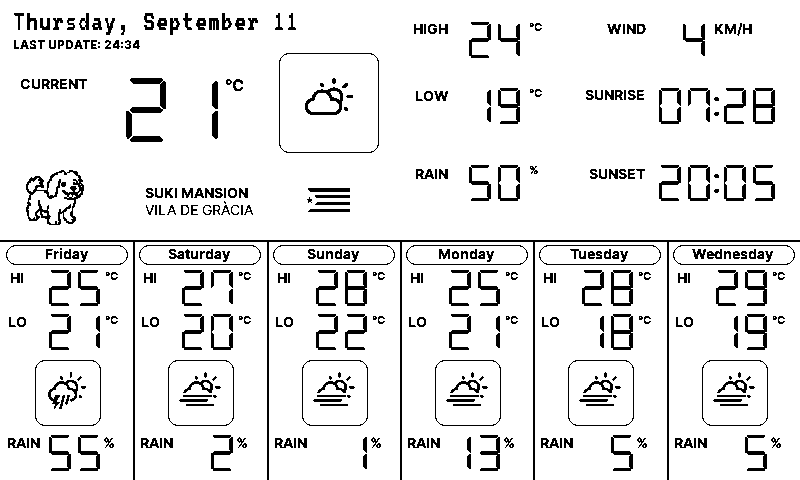 Thursday, September 11
LAST UPDATE: 24:34
CURRENT 21 °C
HIGH 24 °C
LOW 19 °C
RAIN 50 %
WIND 4 KM/H
SUNRISE 07:28
SUNSET 20:05
SUKI MANSION
VILA DE GRÀCIA
Friday
HI 25 °C
LO 21 °C
RAIN 55 %
Saturday
HI 27 °C
LO 20 °C
RAIN 2 %
Sunday
HI 28 °C
LO 22 °C
RAIN 1 %
Monday
HI 25 °C
LO 21 °C
RAIN 13 %
Tuesday
HI 28 °C
LO 18 °C
RAIN 5 %
Wednesday
HI 29 °C
LO 19 °C
RAIN 5 %